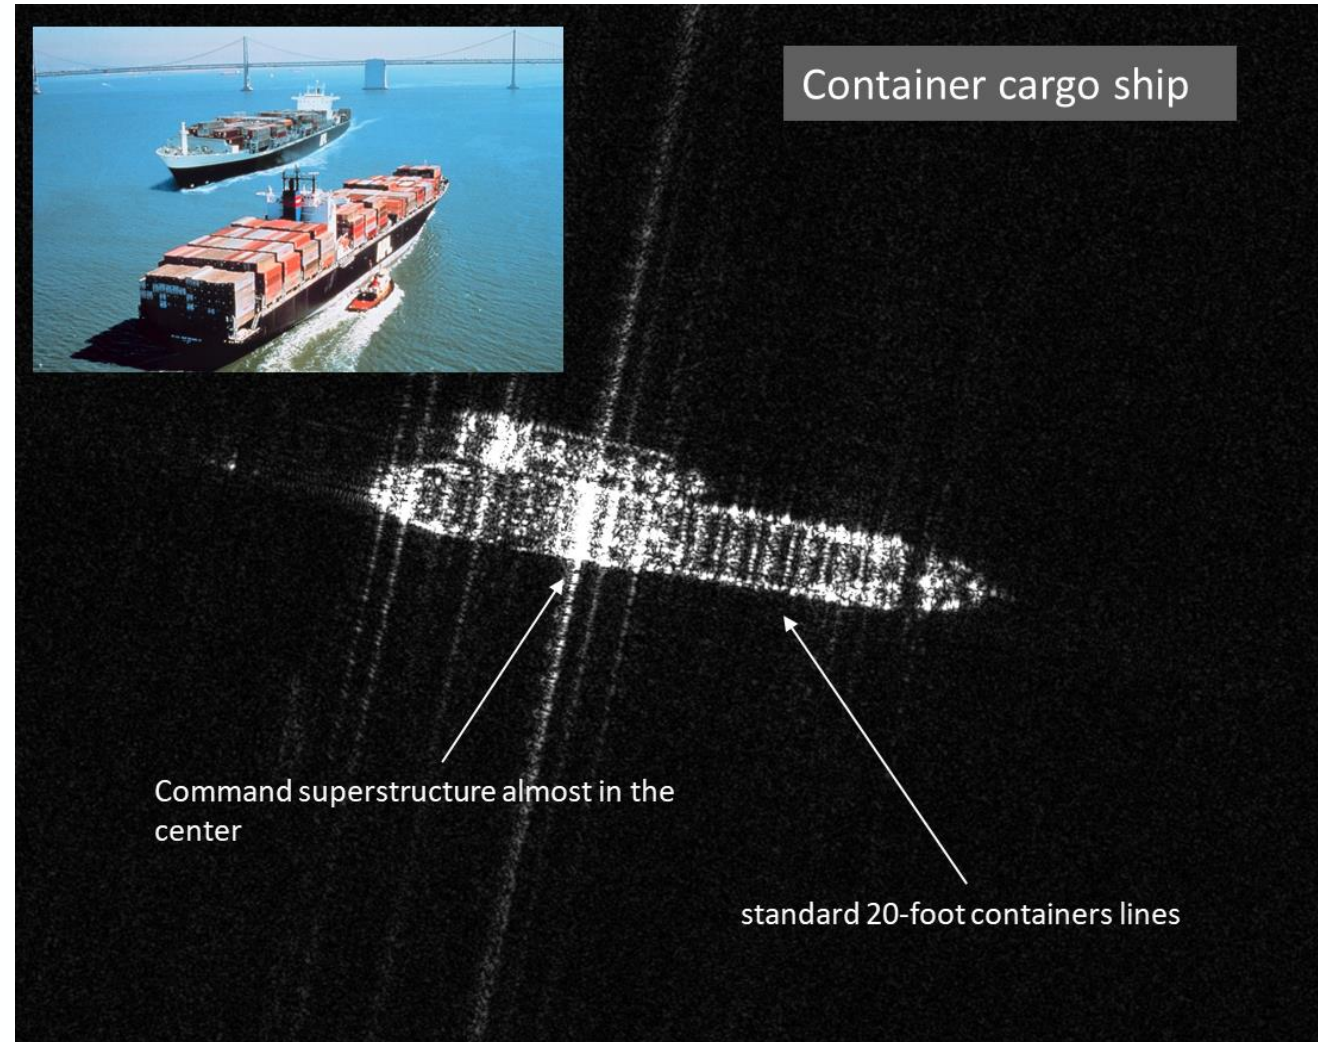 Container cargo ship
Command superstructure almost in the
center
standard 20-foot containers lines